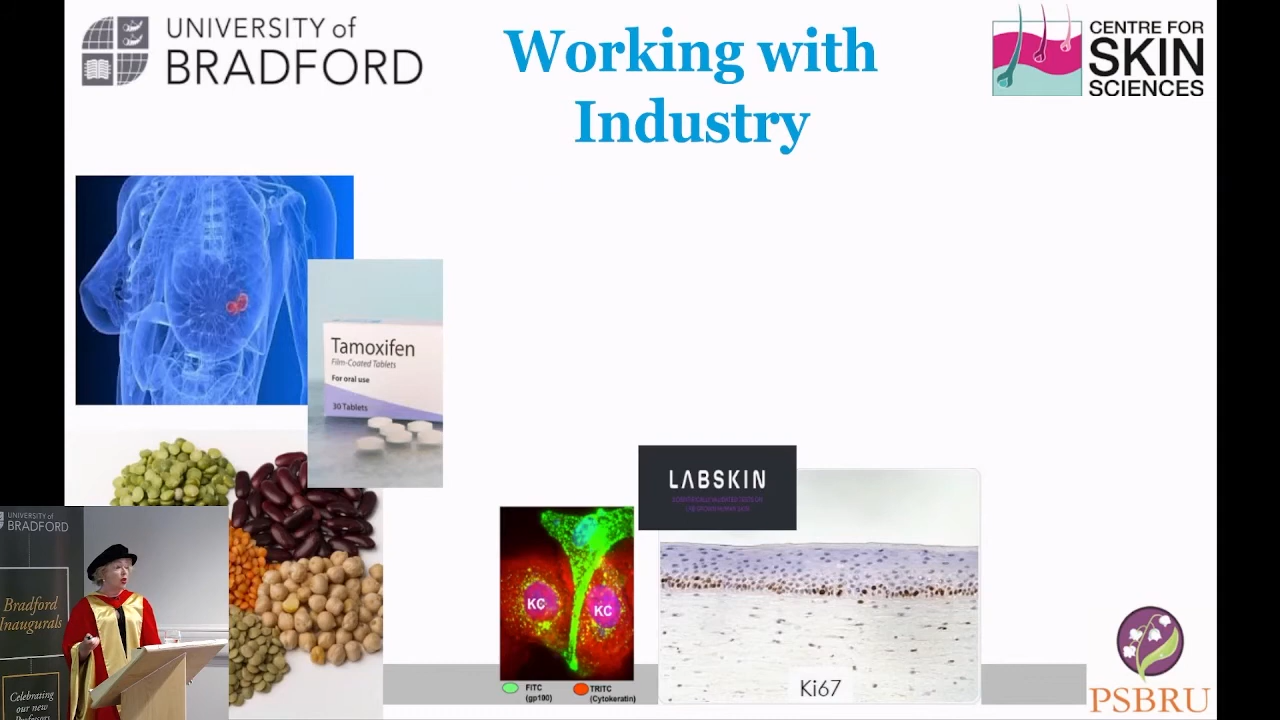 UNIVERSITY of
BRADFORD
Working with
Industry
CENTRE FOR
SKIN
SCIENCES
Tamoxifen
Film-Coated Tablets
For oral use
30 Tablets
LABSKIN
KC
KC
FITC
(gp100)
TRITC
(Cytokeratin)
Ki67
PSBRU
UNIVERSITY of
BRADFORD
Bradford
Inaugurals
Celebrating
our new
Professors